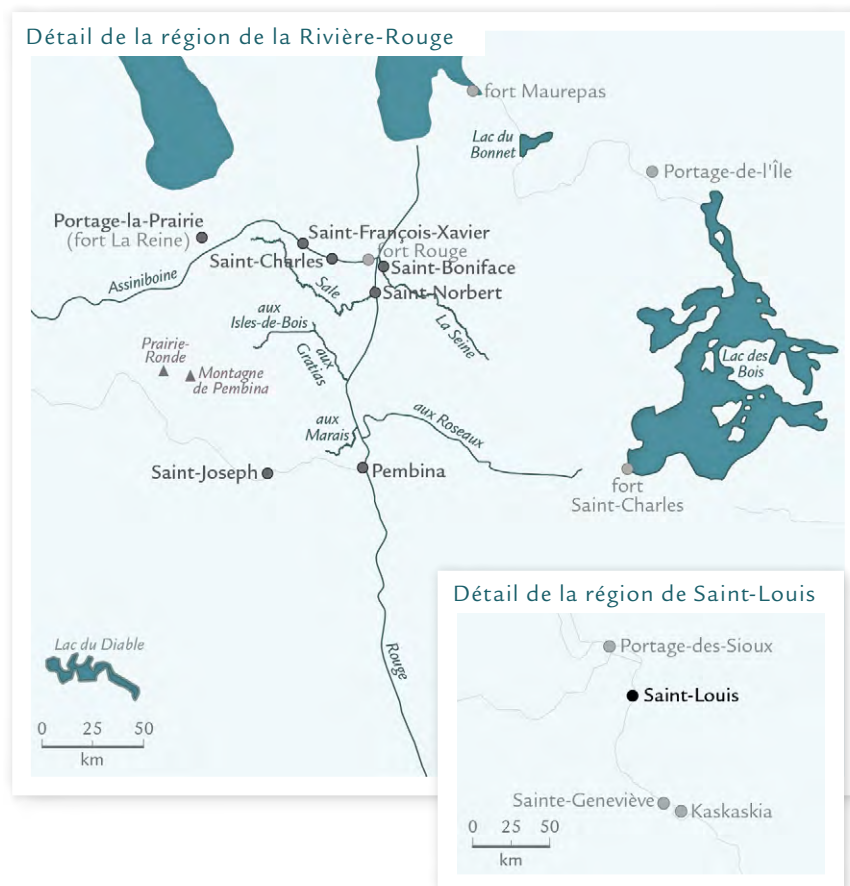 Détail de la région de la Rivière-Rouge
fort Maurepas
Lac du
Bonnet
Portage-de-l'Île
Portage-la-Prairie
(fort La Reine)
Saint-François-Xavier
fort Rouge
Saint-Charles
Saint-Boniface
Assiniboine
Sale
Saint-Norbert
aux
Isles-de-Bois
La Seine
aux
Gratias
Prairie-
Ronde
Montagne
de Pembina
Lac des
Bois
aux
Marais
aux Roseaux
Saint-Joseph
Pembina
fort
Saint-Charles
Rouge
Lac du Diable
0 25 50
km
Détail de la région de Saint-Louis
Portage-des-Sioux
Saint-Louis
Sainte-Geneviève
Kaskaskia
0 25 50
km